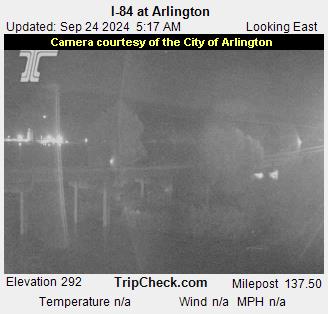 I-84 at Arlington
Updated: Sep 24 2024 5:17 AM Looking East
Camera courtesy of the City of Arlington
Elevation 292 TripCheck.com Milepost 137.50
Temperature n/a Wind n/a MPH n/a